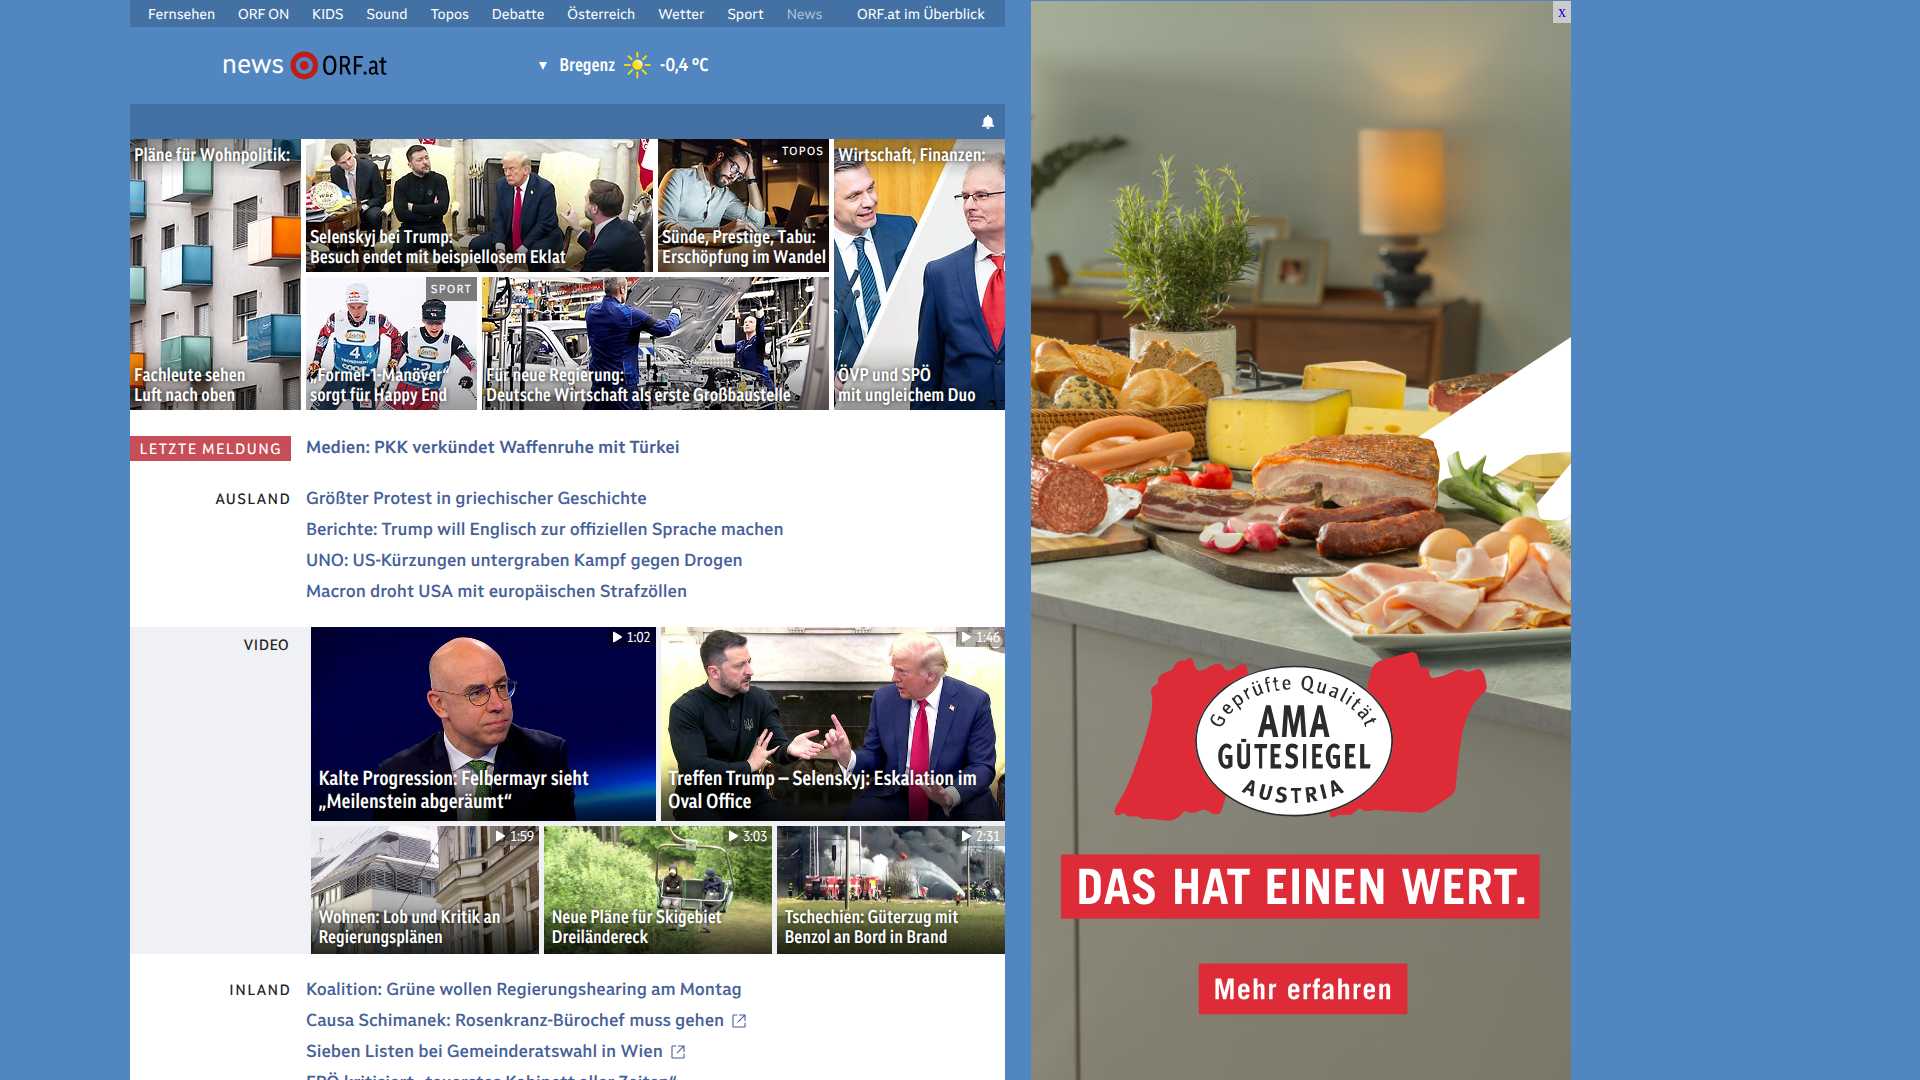 Fernsehen ORF ON KIDS Sound Topos Debatte Österreich Wetter Sport News ORF.at im Überblick
x
news ORF.at
▼ Bregenz -0,4 °C
Pläne für Wohnpolitik:
Fachleute sehen
Luft nach oben
Selenskyj bei Trump:
Besuch endet mit beispiellosem Eklat
TOPOS
Sünde, Prestige, Tabu:
Erschöpfung im Wandel
Wirtschaft, Finanzen:
ÖVP und SPÖ
mit ungleichem Duo
SPORT
„Formel-1-Manöver“
sorgt für Happy End
Für neue Regierung:
Deutsche Wirtschaft als erste Großbaustelle
LETZTE MELDUNG
Medien: PKK verkündet Waffenruhe mit Türkei
AUSLAND
Größter Protest in griechischer Geschichte
Berichte: Trump will Englisch zur offiziellen Sprache machen
UNO: US-Kürzungen untergraben Kampf gegen Drogen
Macron droht USA mit europäischen Strafzöllen
VIDEO
1:02
Kalte Progression: Felbermayr sieht
„Meilenstein abgeräumt“
1:46
Treffen Trump – Selenskyj: Eskalation im
Oval Office
1:59
Wohnen: Lob und Kritik an
Regierungsplänen
3:03
Neue Pläne für Skigebiet
Dreiländereck
2:31
Tschechien: Güterzug mit
Benzol an Bord in Brand
INLAND
Koalition: Grüne wollen Regierungshearing am Montag
Causa Schimanek: Rosenkranz-Bürochef muss gehen
Sieben Listen bei Gemeinderatswahl in Wien
FPÖ kritisiert „teuerstes Kabinett aller Zeiten“
Geprüfte Qualität
AMA
GÜTESIEGEL
AUSTRIA
DAS HAT EINEN WERT.
Mehr erfahren